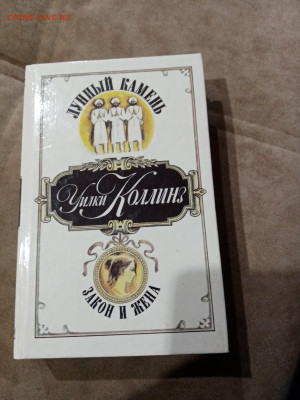 ЛУННЫЙ КАМЕНЬ
Уилки Коллинз
ЗАКОН И ЖЕНА